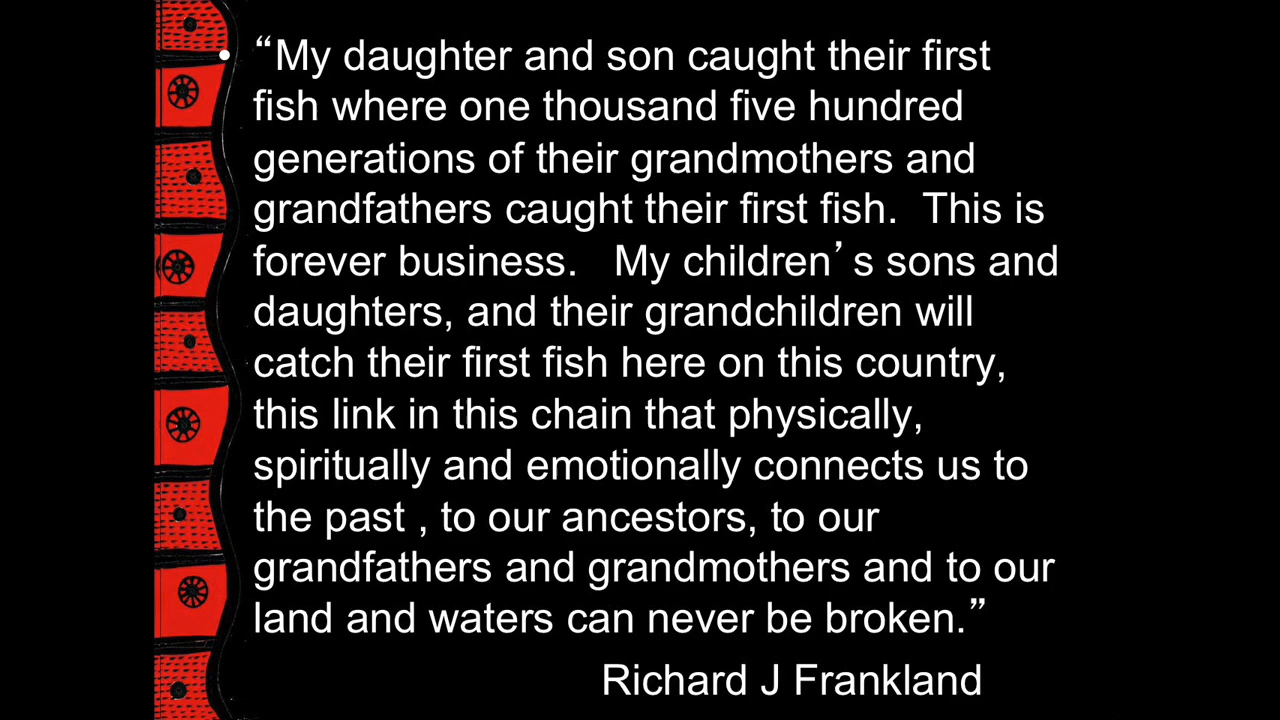 • “My daughter and son caught their first
fish where one thousand five hundred
generations of their grandmothers and
grandfathers caught their first fish.  This is
forever business.   My children’s sons and
daughters, and their grandchildren will
catch their first fish here on this country,
this link in this chain that physically,
spiritually and emotionally connects us to
the past , to our ancestors, to our
grandfathers and grandmothers and to our
land and waters can never be broken.”
Richard J Frankland